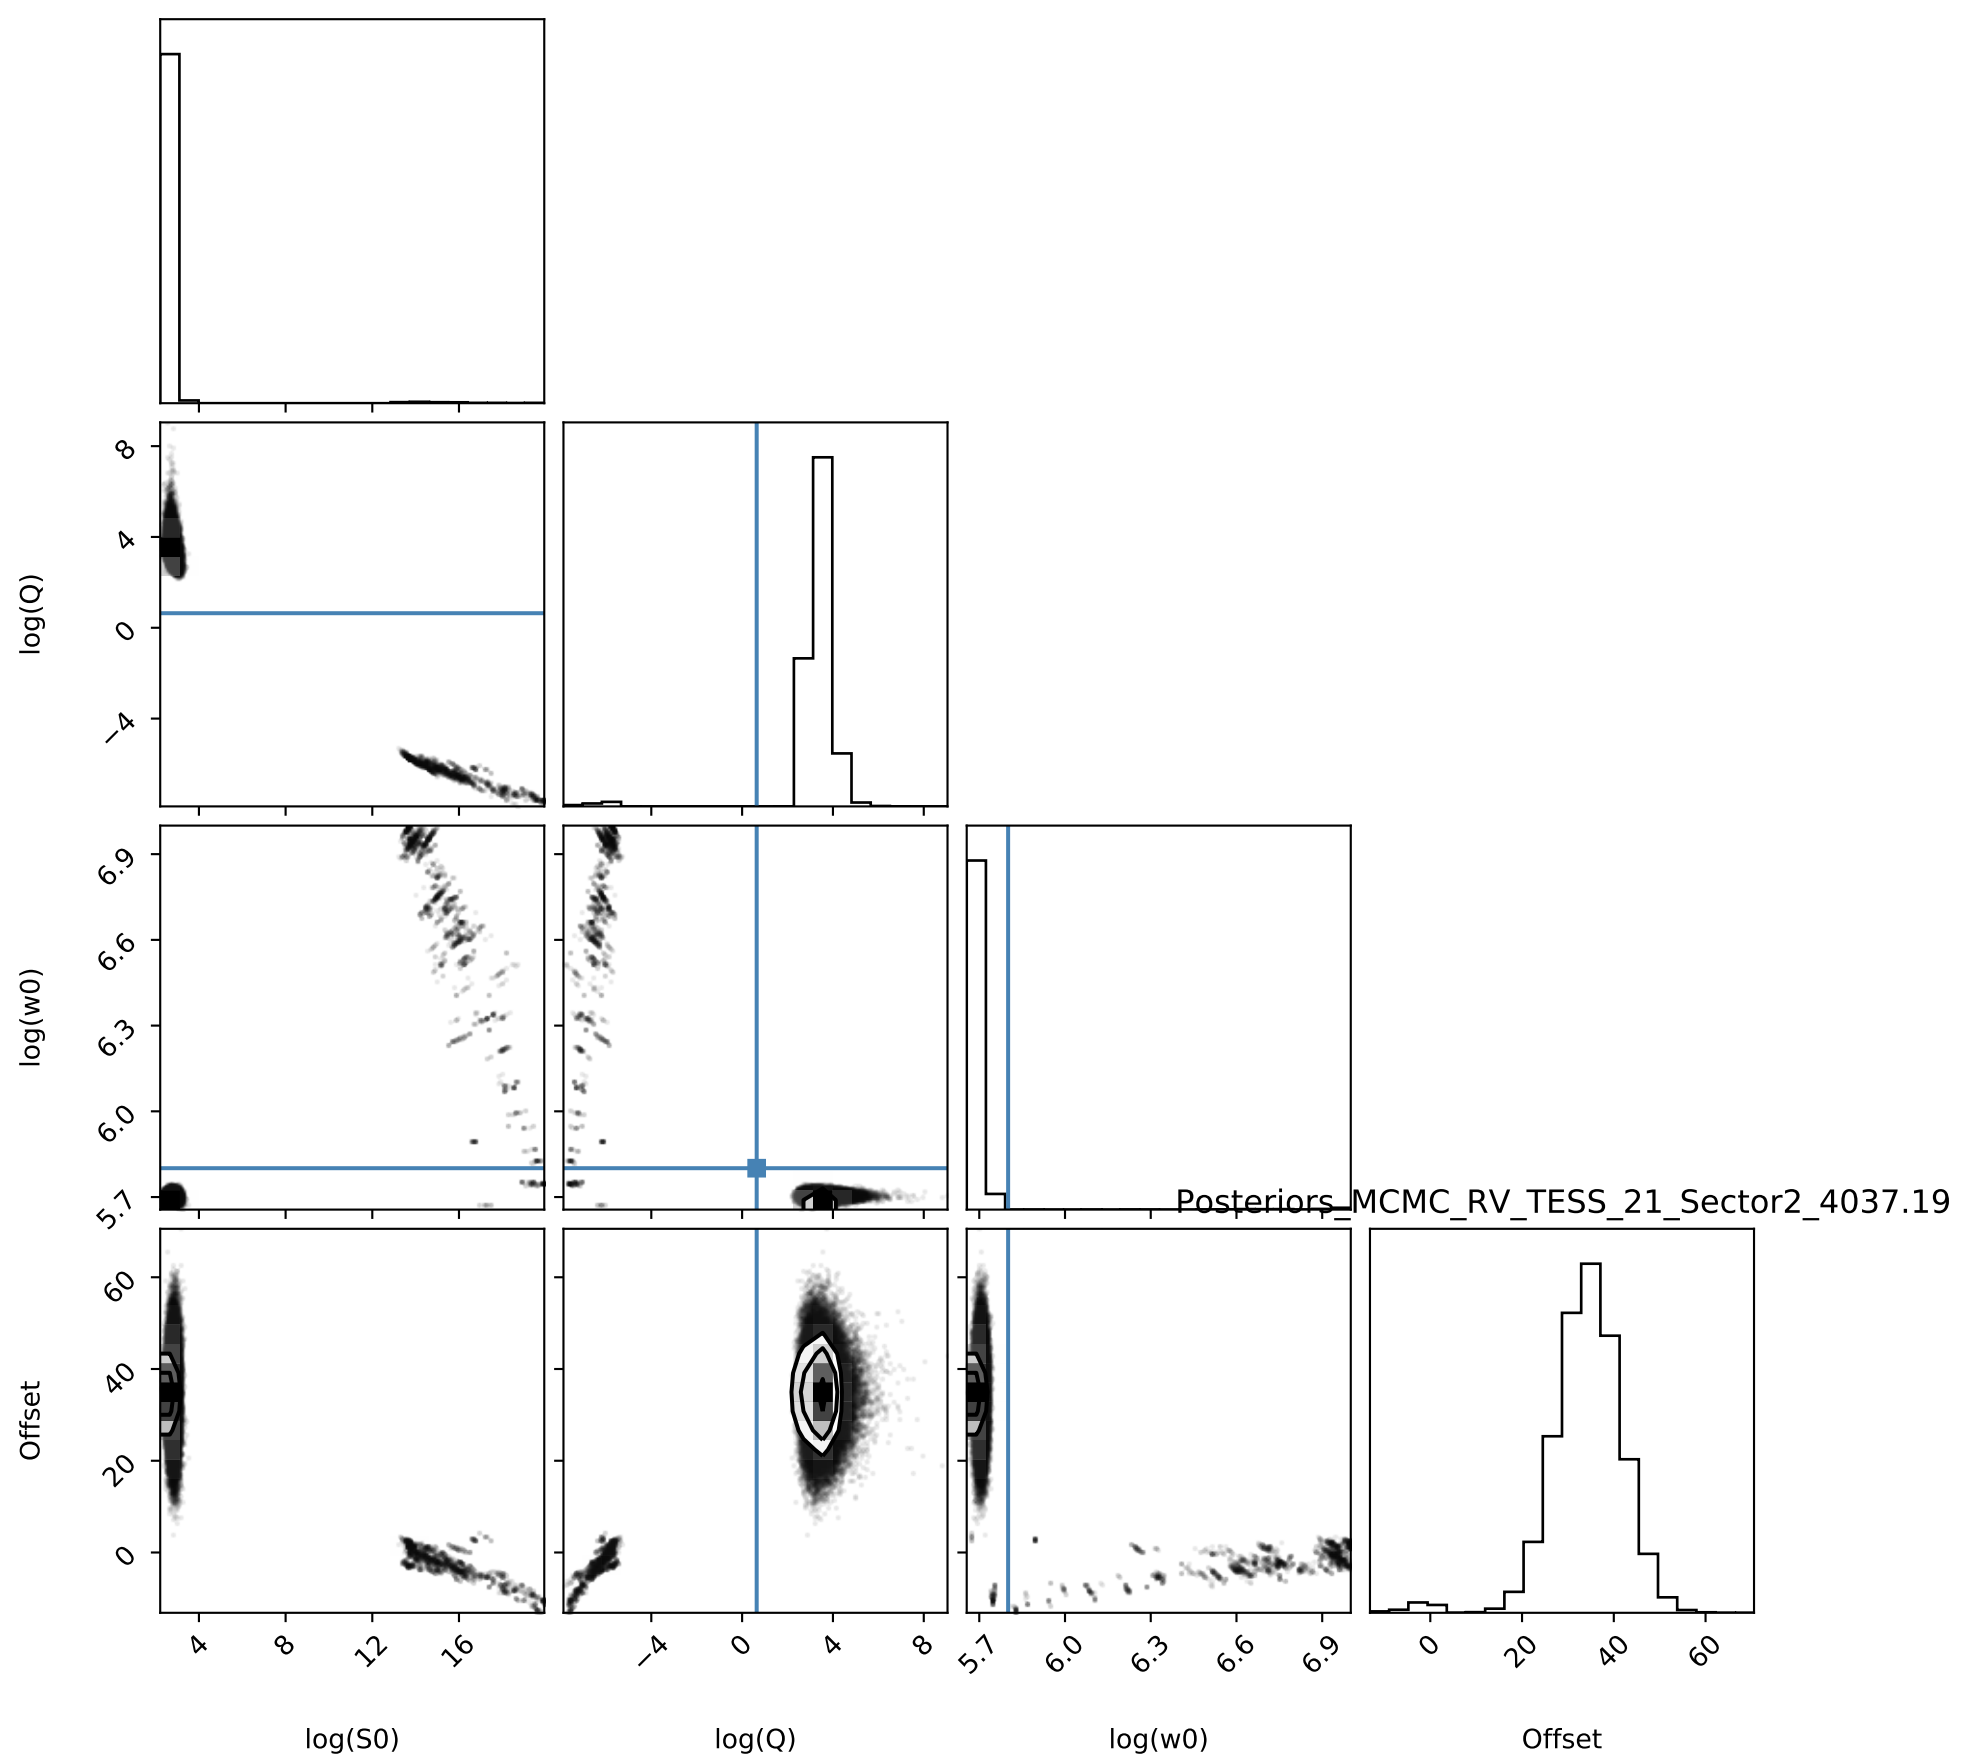 8
4
0
−4
log(Q)
6.9
6.6
6.3
6.0
5.7
log(w0)
Posteriors_MCMC_RV_TESS_21_Sector2_4037.19
60
40
20
0
Offset
4 8 12 16
−4 0 4 8
5.7 6.0 6.3 6.6 6.9
0 20 40 60
log(S0) log(Q) log(w0) Offset